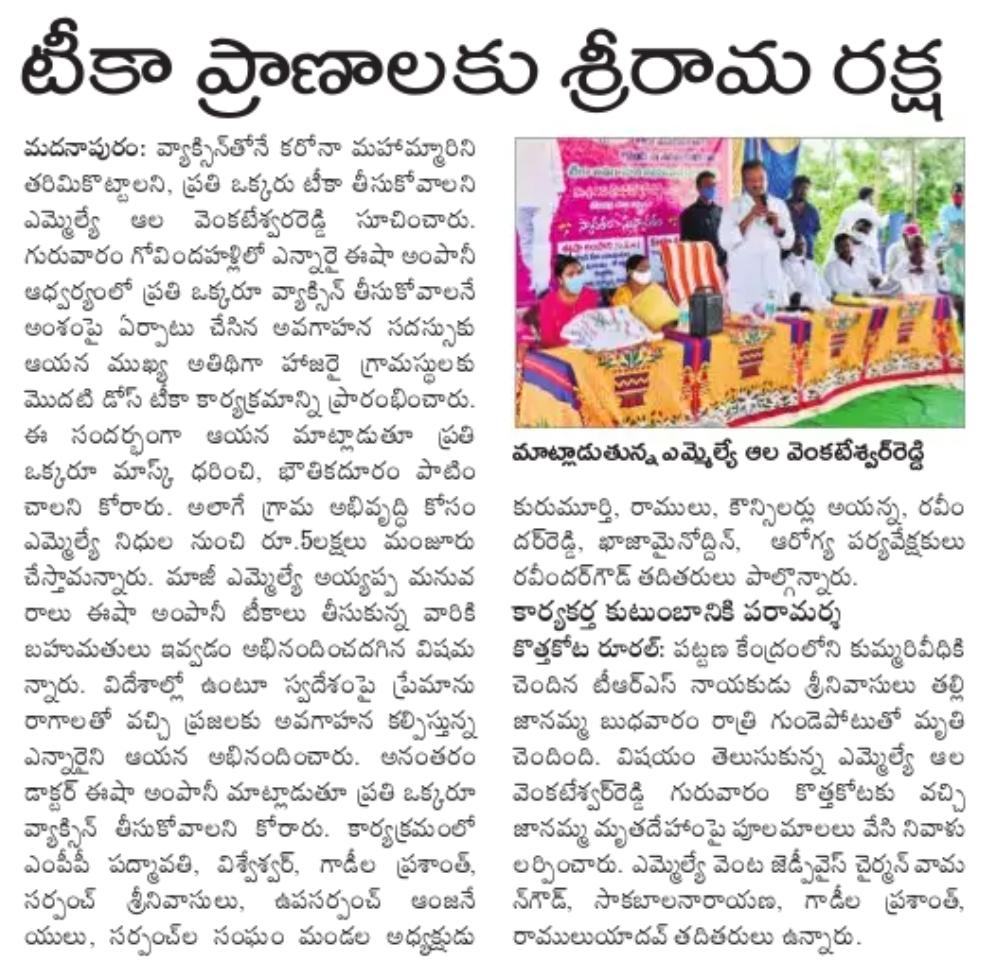 టీకా ప్రాణాలకు శ్రీరామ రక్ష
మదనాపురం: వ్యాక్సిన్‌తోనే కరోనా మహమ్మారిని
తరిమికొట్టాలని, ప్రతి ఒక్కరు టీకా తీసుకోవాలని
ఎమ్మెల్యే ఆల వెంకటేశ్వరరెడ్డి సూచించారు.
గురువారం గోవిందహళ్లిలో ఎన్నారై ఈషా అంపానీ
ఆధ్వర్యంలో ప్రతి ఒక్కరూ వ్యాక్సిన్ తీసుకోవాలనే
అంశంపై ఏర్పాటు చేసిన అవగాహన సదస్సుకు
ఆయన ముఖ్య అతిథిగా హాజరై గ్రామస్థులకు
మొదటి డోస్ టీకా కార్యక్రమాన్ని ప్రారంభించారు.
ఈ సందర్భంగా ఆయన మాట్లాడుతూ ప్రతి
ఒక్కరూ మాస్క్ ధరించి, భౌతికదూరం పాటిం
చాలని కోరారు. అలాగే గ్రామ అభివృద్ధి కోసం
ఎమ్మెల్యే నిధుల నుంచి రూ.5లక్షలు మంజూరు
చేస్తామన్నారు. మాజీ ఎమ్మెల్యే అయ్యప్ప మనువ
రాలు ఈషా అంపానీ టీకాలు తీసుకున్న వారికి
బహుమతులు ఇవ్వడం అభినందించదగిన విషమ
న్నారు. విదేశాల్లో ఉంటూ స్వదేశంపై ప్రేమాను
రాగాలతో వచ్చి ప్రజలకు అవగాహన కల్పిస్తున్న
ఎన్నారైని ఆయన అభినందించారు. అనంతరం
డాక్టర్ ఈషా అంపానీ మాట్లాడుతూ ప్రతి ఒక్కరూ
వ్యాక్సిన్ తీసుకోవాలని కోరారు. కార్యక్రమంలో
ఎంపీపీ పద్మావతి, విశ్వేశ్వర్, గాడీల ప్రశాంత్,
సర్పంచ్ శ్రీనివాసులు, ఉపసర్పంచ్ ఆంజనే
యులు, సర్పంచ్‌ల సంఘం మండల అధ్యక్షుడు
మాట్లాడుతున్న ఎమ్మెల్యే ఆల వెంకటేశ్వర్‌రెడ్డి
కురుమూర్తి, రాములు, కౌన్సిలర్లు అయన్న, రవీం
దర్‌రెడ్డి, ఖాజామైనోద్దిన్, ఆరోగ్య పర్యవేక్షకులు
రవీందర్‌గౌడ్ తదితరులు పాల్గొన్నారు.
కార్యకర్త కుటుంబానికి పరామర్శ
కొత్తకోట రూరల్: పట్టణ కేంద్రంలోని కుమ్మరివీధికి
చెందిన టీఆర్ఎస్ నాయకుడు శ్రీనివాసులు తల్లి
జానమ్మ బుధవారం రాత్రి గుండెపోటుతో మృతి
చెందింది. విషయం తెలుసుకున్న ఎమ్మెల్యే ఆల
వెంకటేశ్వర్‌రెడ్డి గురువారం కొత్తకోటకు వచ్చి
జానమ్మ మృతదేహంపై పూలమాలలు వేసి నివాళు
లర్పించారు. ఎమ్మెల్యే వెంట జెడ్పీవైస్ చైర్మన్ వామ
న్‌గౌడ్, సాకబాలనారాయణ, గాడీల ప్రశాంత్,
రాములుయాదవ్ తదితరులు ఉన్నారు.